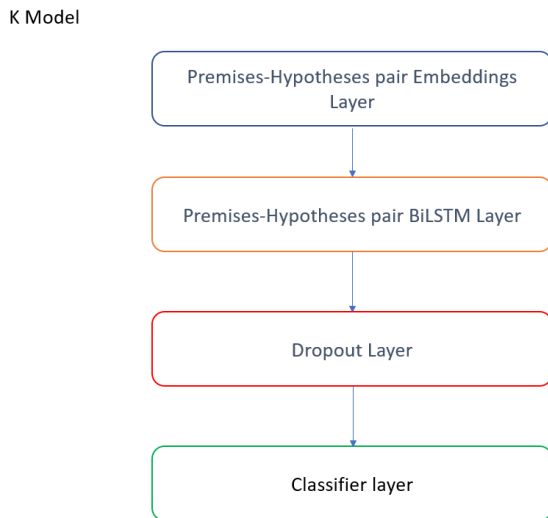 K Model
Premises-Hypotheses pair Embeddings
Layer
Premises-Hypotheses pair BiLSTM Layer
Dropout Layer
Classifier layer